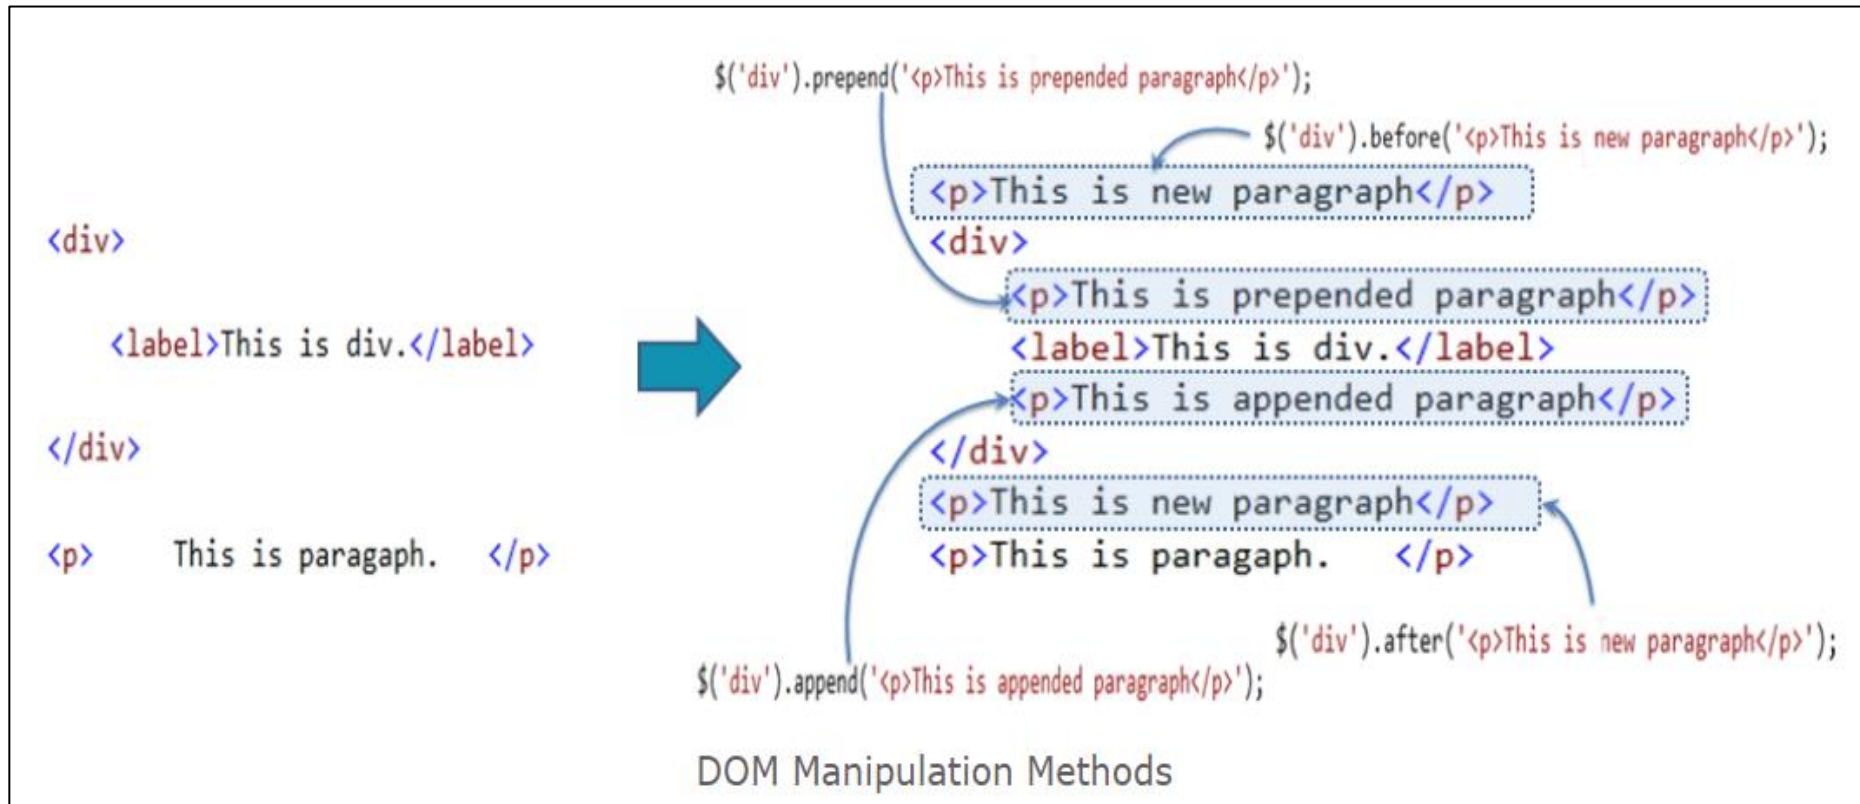 $('div').prepend('<p>This is prepended paragraph</p>');
$('div').before('<p>This is new paragraph</p>');
<div>
<label>This is div.</label>
</div>
<p> This is paragaph. </p>
<p>This is new paragraph</p>
<div>
<p>This is prepended paragraph</p>
<label>This is div.</label>
<p>This is appended paragraph</p>
</div>
<p>This is new paragraph</p>
<p>This is paragaph. </p>
$('div').after('<p>This is new paragraph</p>');
$('div').append('<p>This is appended paragraph</p>');
DOM Manipulation Methods